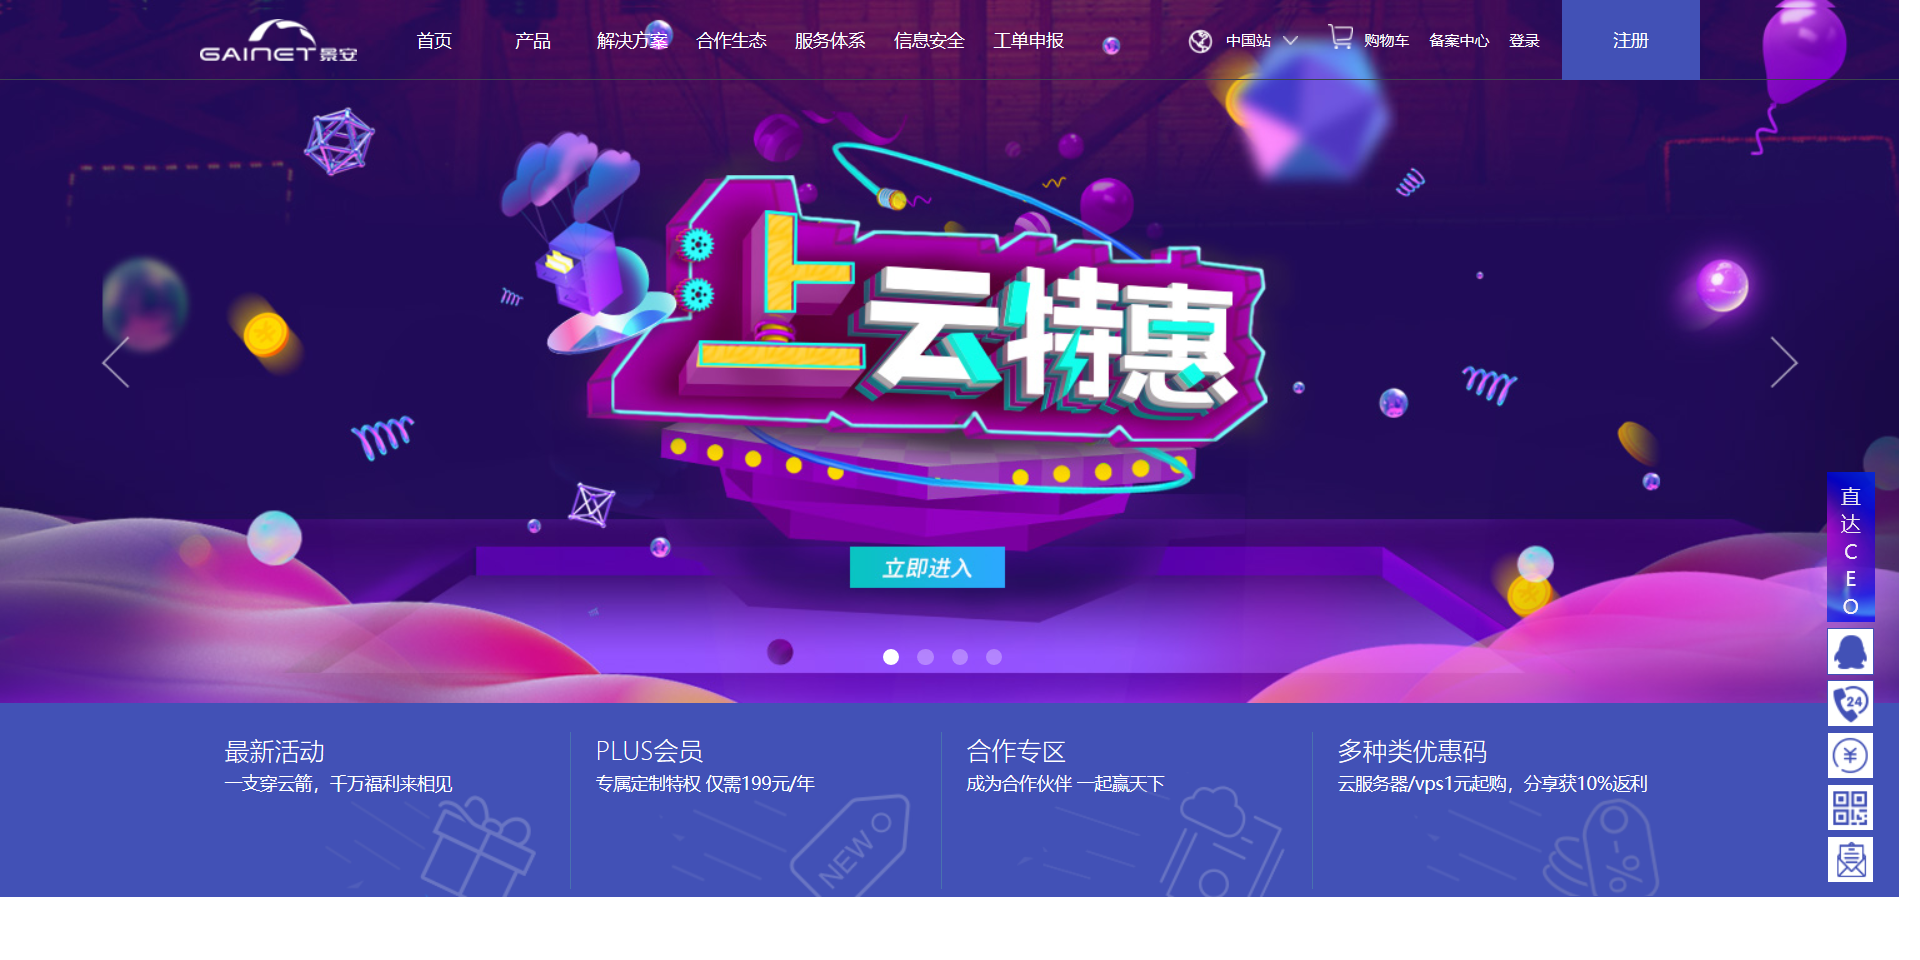 GAINET景安
首页
产品
解决方案
合作生态
服务体系
信息安全
工单申报
中国站
购物车
备案中心
登录
注册
上云特惠
立即进入
直达CEO
24
最新活动
一支穿云箭，千万福利来相见
PLUS会员
专属定制特权 仅需199元/年
NEW
合作专区
成为合作伙伴 一起赢天下
多种类优惠码
云服务器/vps1元起购，分享获10%返利